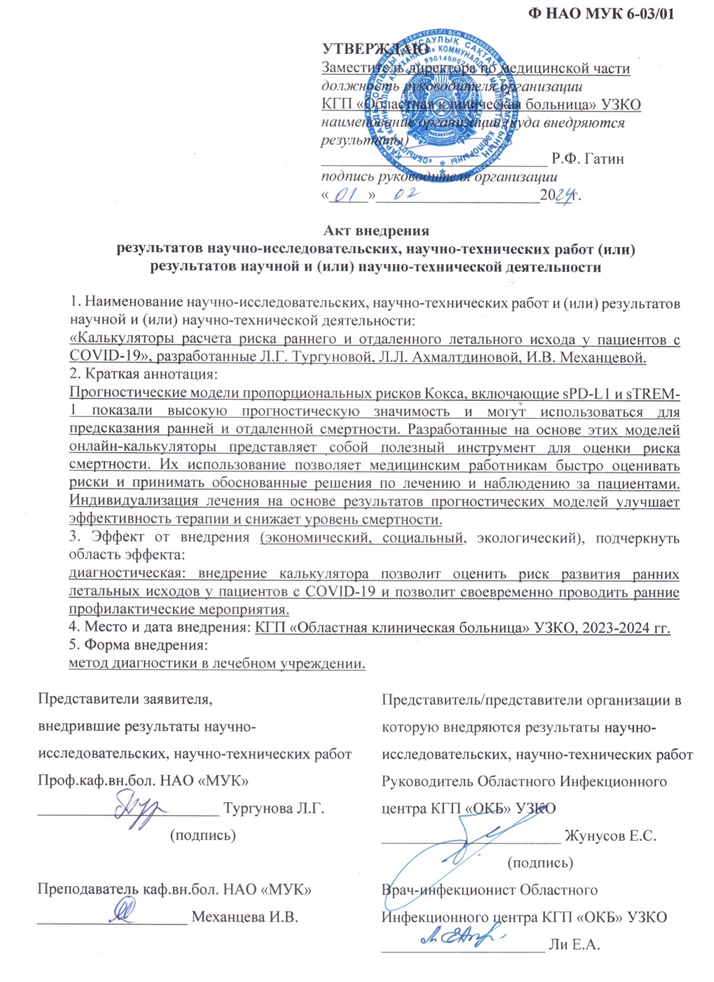 Ф НАО МУК 6-03/01
УТВЕРЖДАЮ
Заместитель директора по медицинской части
должность руководителя организации
КГП «Областная клиническая больница» УЗКО
наименование организации (куда внедряются
результаты)
Р.Ф. Гатин
подпись руководителя организации
«01» 02 2024г.
Акт внедрения
результатов научно-исследовательских, научно-технических работ (или)
результатов научной и (или) научно-технической деятельности
1. Наименование научно-исследовательских, научно-технических работ и (или) результатов
научной и (или) научно-технической деятельности:
«Калькуляторы расчета риска раннего и отдаленного летального исхода у пациентов с
COVID-19», разработанные Л.Г. Тургуновой, Л.Л. Ахмалтдиновой, И.В. Механцевой.
2. Краткая аннотация:
Прогностические модели пропорциональных рисков Кокса, включающие sPD-L1 и sTREM-
1 показали высокую прогностическую значимость и могут использоваться для
предсказания ранней и отдаленной смертности. Разработанные на основе этих моделей
онлайн-калькуляторы представляет собой полезный инструмент для оценки риска
смертности. Их использование позволяет медицинским работникам быстро оценивать
риски и принимать обоснованные решения по лечению и наблюдению за пациентами.
Индивидуализация лечения на основе результатов прогностических моделей улучшает
эффективность терапии и снижает уровень смертности.
3. Эффект от внедрения (экономический, социальный, экологический), подчеркнуть
область эффекта:
диагностическая: внедрение калькулятора позволит оценить риск развития ранних
летальных исходов у пациентов с COVID-19 и позволит своевременно проводить ранние
профилактические мероприятия.
4. Место и дата внедрения: КГП «Областная клиническая больница» УЗКО, 2023-2024 гг.
5. Форма внедрения:
метод диагностики в лечебном учреждении.
Представители заявителя,
внедрившие результаты научно-
исследовательских, научно-технических работ
Проф.каф.вн.бол. НАО «МУК»
Тургунова Л.Г.
(подпись)
Преподаватель каф.вн.бол. НАО «МУК»
Механцева И.В.
Представитель/представители организации в
которую внедряются результаты научно-
исследовательских, научно-технических работ
Руководитель Областного Инфекционного
центра КГП «ОКБ» УЗКО
Жунусов Е.С.
(подпись)
Врач-инфекционист Областного
Инфекционного центра КГП «ОКБ» УЗКО
Ли Е.А.